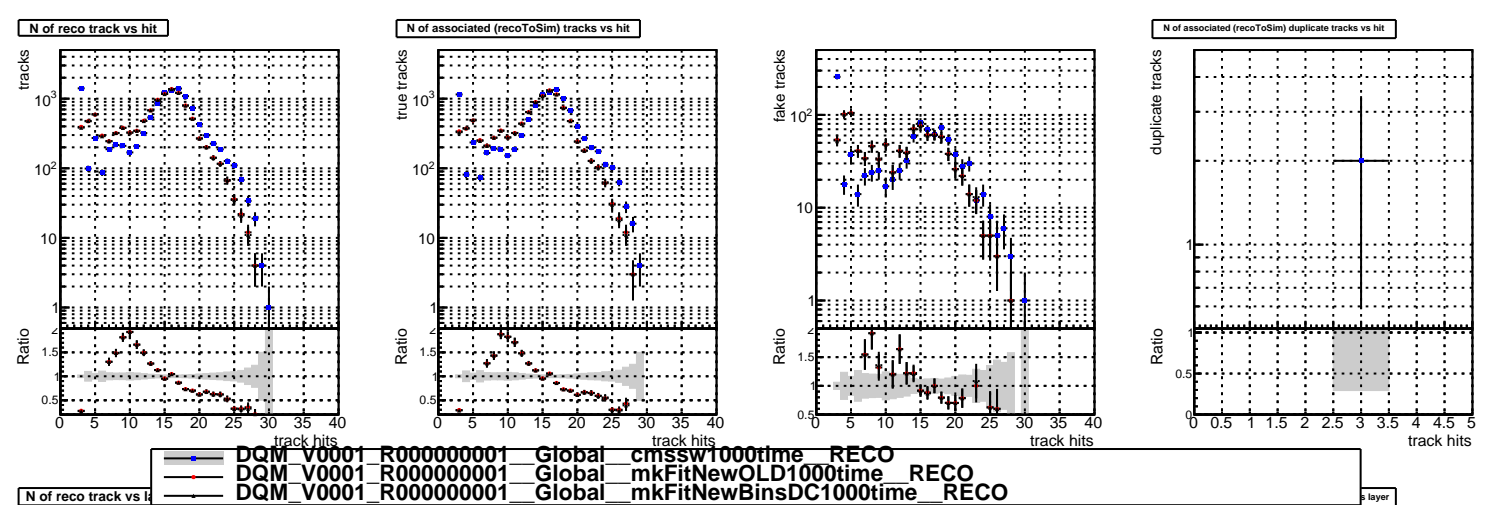 N of reco track vs hit
N of associated (recoToSim) tracks vs hit
N of associated (recoToSim) duplicate tracks vs hit
tracks
10³
10²
10
1
true tracks
10³
10²
10
1
fake tracks
10²
10
1
duplicate tracks
1
Ratio
2
1.5
1
0.5
0 5 10 15 20 25 30 35 40
track hits
Ratio
2
1.5
1
0.5
0 5 10 15 20 25 30 35 40
track hits
Ratio
2
1.5
1
0.5
0 5 10 15 20 25 30 35 40
track hits
Ratio
1
0.5
0
0 0.5 1 1.5 2 2.5 3 3.5 4 4.5 5
track hits
DQM_V0001_R000000001__Global__cmssw1000time__RECO
DQM_V0001_R000000001__Global__mkFitNewOLD1000time__RECO
DQM_V0001_R000000001__Global__mkFitNewBinsDC1000time__RECO
N of reco track vs
layer